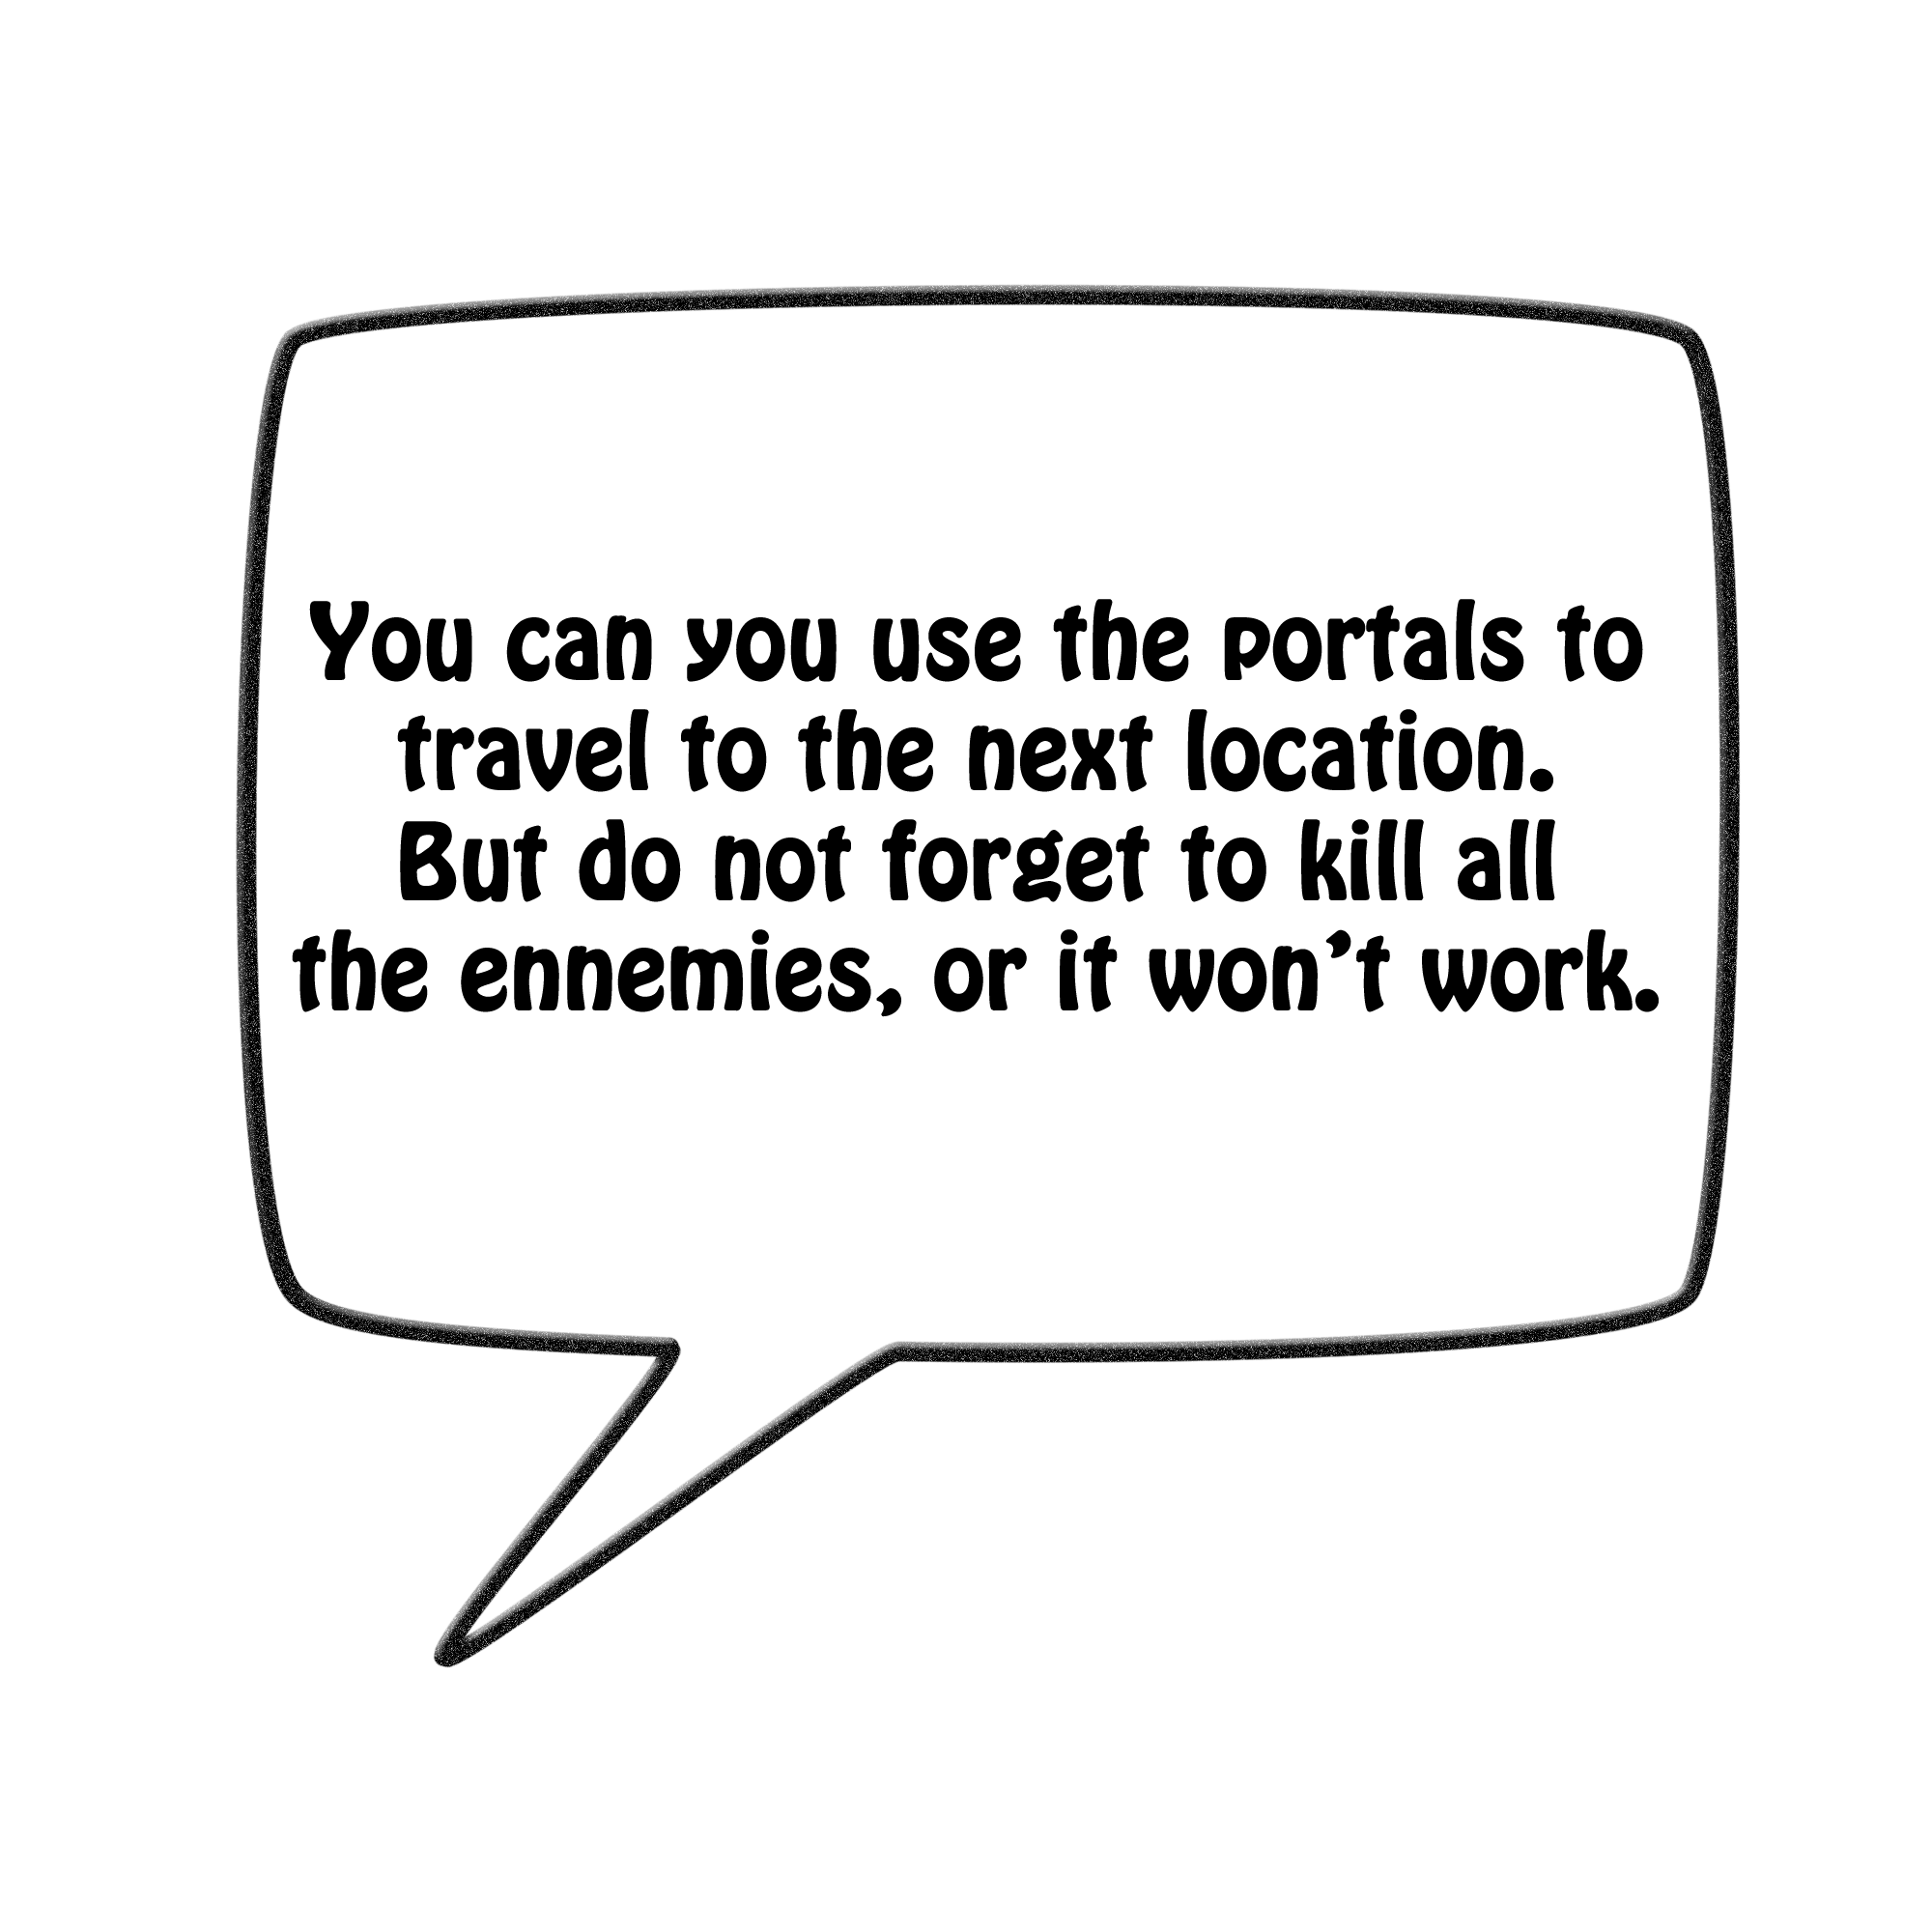 You can you use the portals to
travel to the next location.
But do not forget to kill all
the ennemies, or it won’t work.